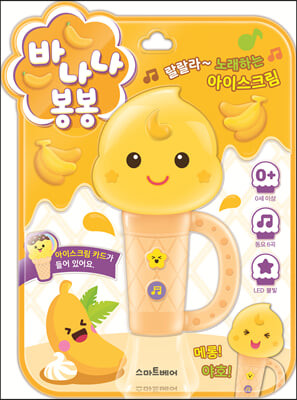 바
나나
봉봉
랄랄라~ 노래하는
아이스크림
0+
0세 이상
동요 8곡
LED 불빛
아이스크림 카드가
들어 있어요.
메롱!
야호!
스마트베어